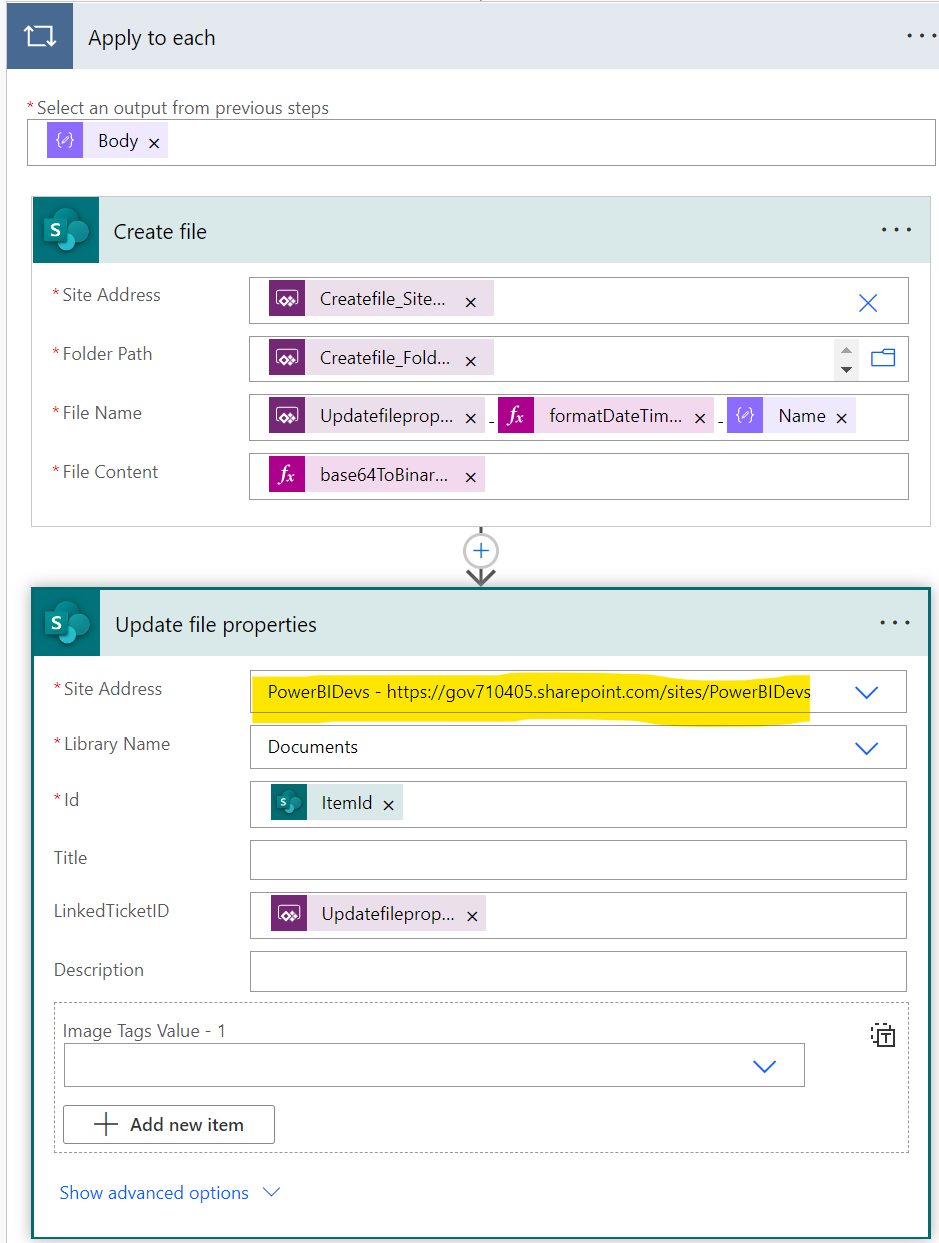 Apply to each
* Select an output from previous steps
Body
Create file
* Site Address
Createfile_Site...
* Folder Path
Createfile_Fold...
* File Name
Updatefileprop... - formatDateTim... - Name
* File Content
base64ToBinar...
Update file properties
* Site Address
PowerBIDevs - https://gov710405.sharepoint.com/sites/PowerBIDevs
* Library Name
Documents
* Id
ItemId
Title
LinkedTicketID
Updatefileprop...
Description
Image Tags Value - 1
Add new item
Show advanced options